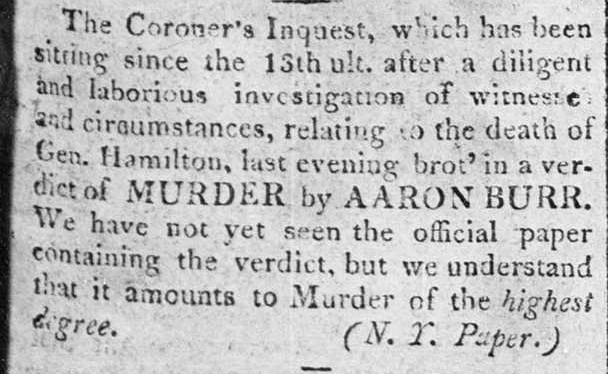 The Coroner's Inquest, which has been
sitting since the 13th ult. after a diligent
and laborious investigation of witnesses
and circumstances, relating to the death of
Gen. Hamilton, last evening brot' in a ver-
dict of MURDER by AARON BURR.
We have not yet seen the official paper
containing the verdict, but we understand
that it amounts to Murder of the highest
degree. (N. Y. Paper.)